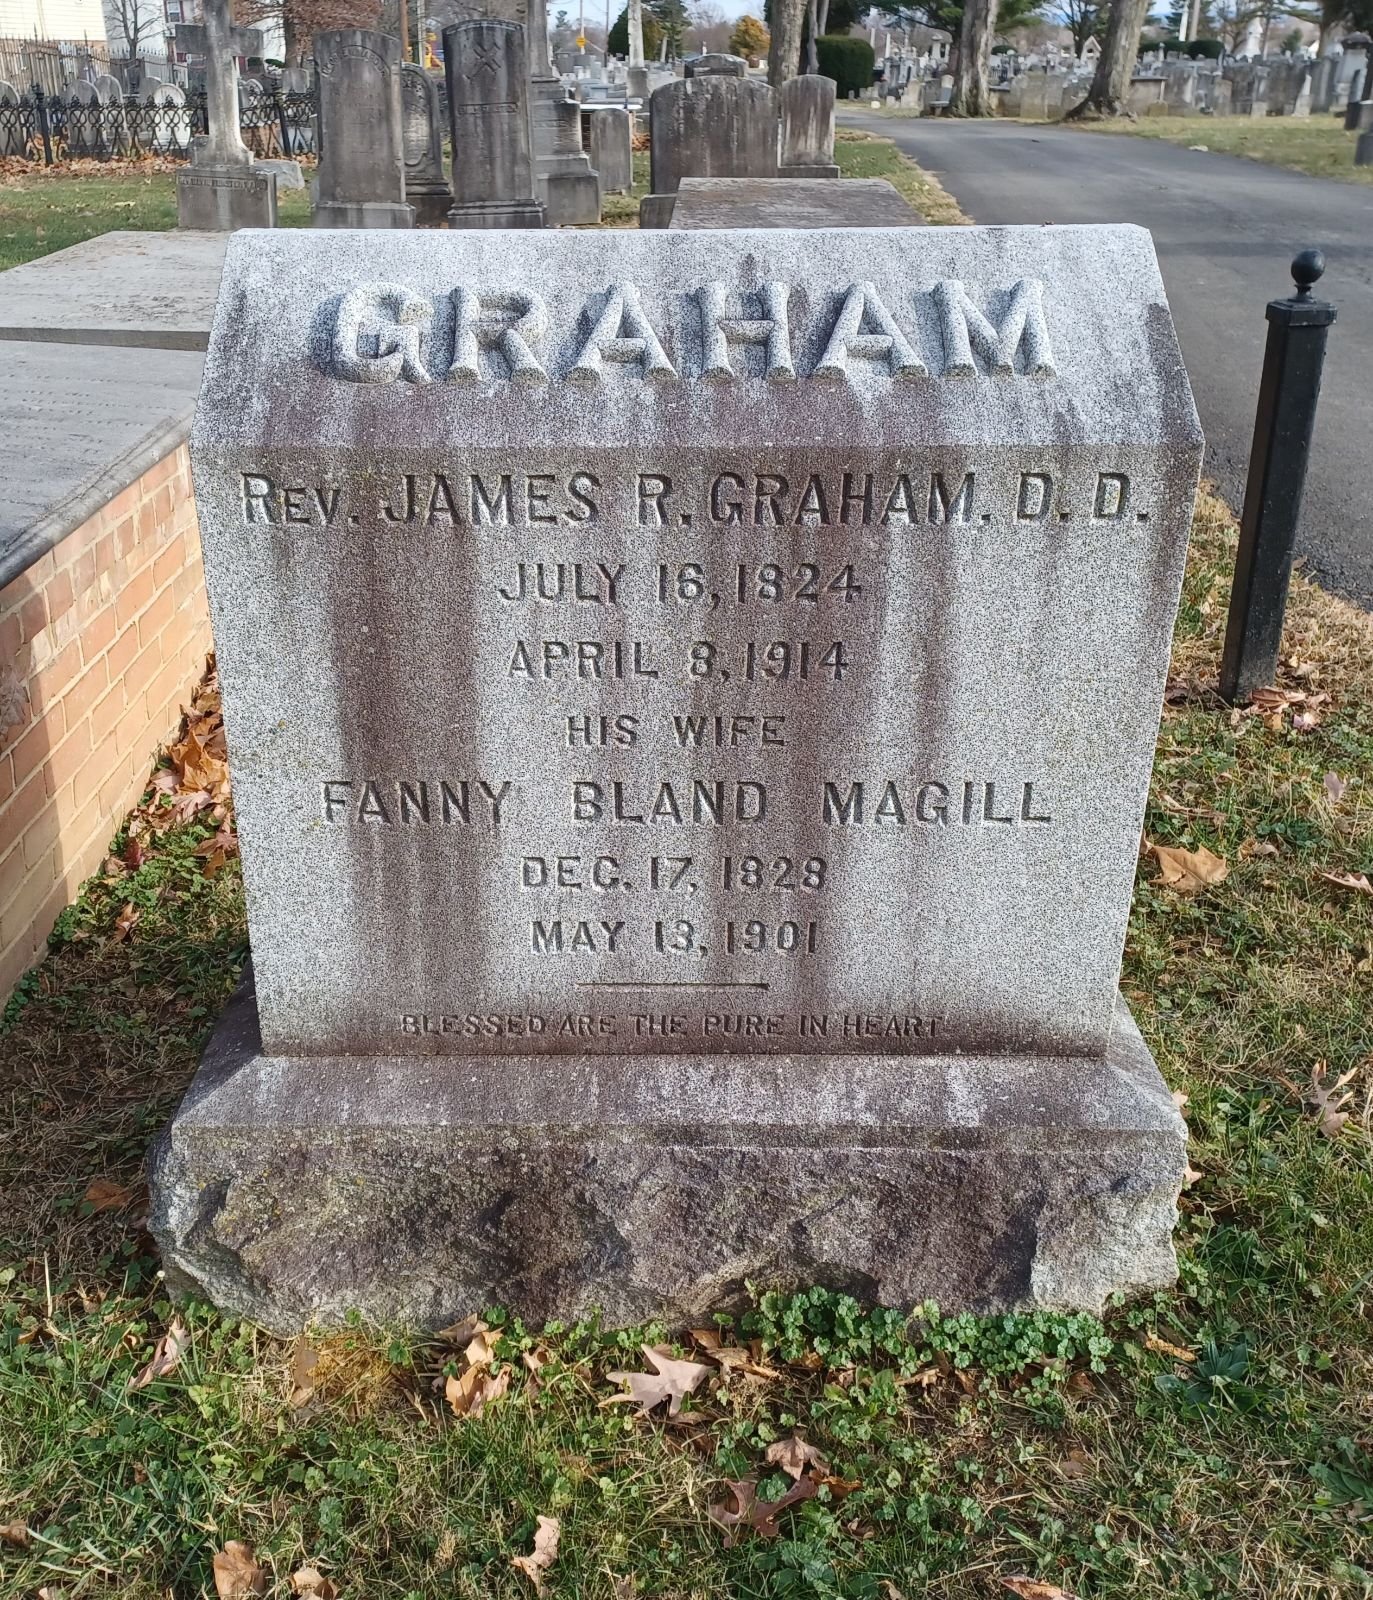 GRAHAM
REV. JAMES R. GRAHAM. D. D.
JULY 16, 1824
APRIL 8, 1914
HIS WIFE
FANNY BLAND MAGILL
DEC. 17, 1828
MAY 13, 1901
BLESSED ARE THE PURE IN HEART